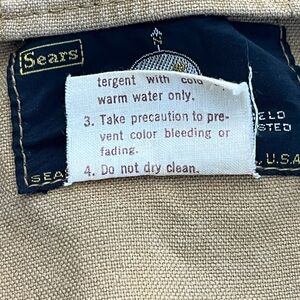 Sears
tergent with cold
warm water only.
3. Take precaution to pre-
vent color bleeding or
fading.
4. Do not dry clean.
ELD
STED
SEA
U.S.A